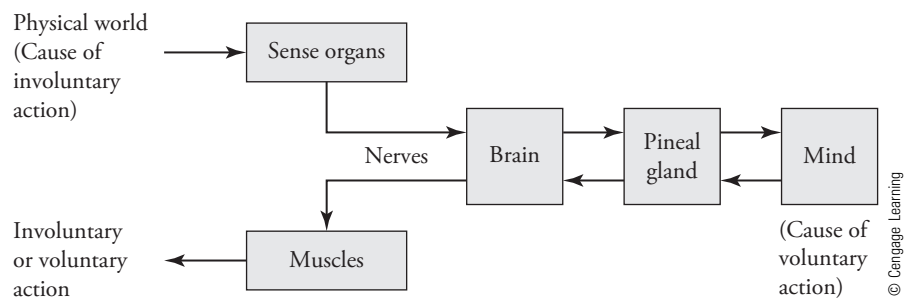 Physical world
(Cause of
involuntary
action)
Sense organs
Nerves
Brain
Pineal
gland
Mind
(Cause of
voluntary
action)
Involuntary
or voluntary
action
Muscles
© Cengage Learning